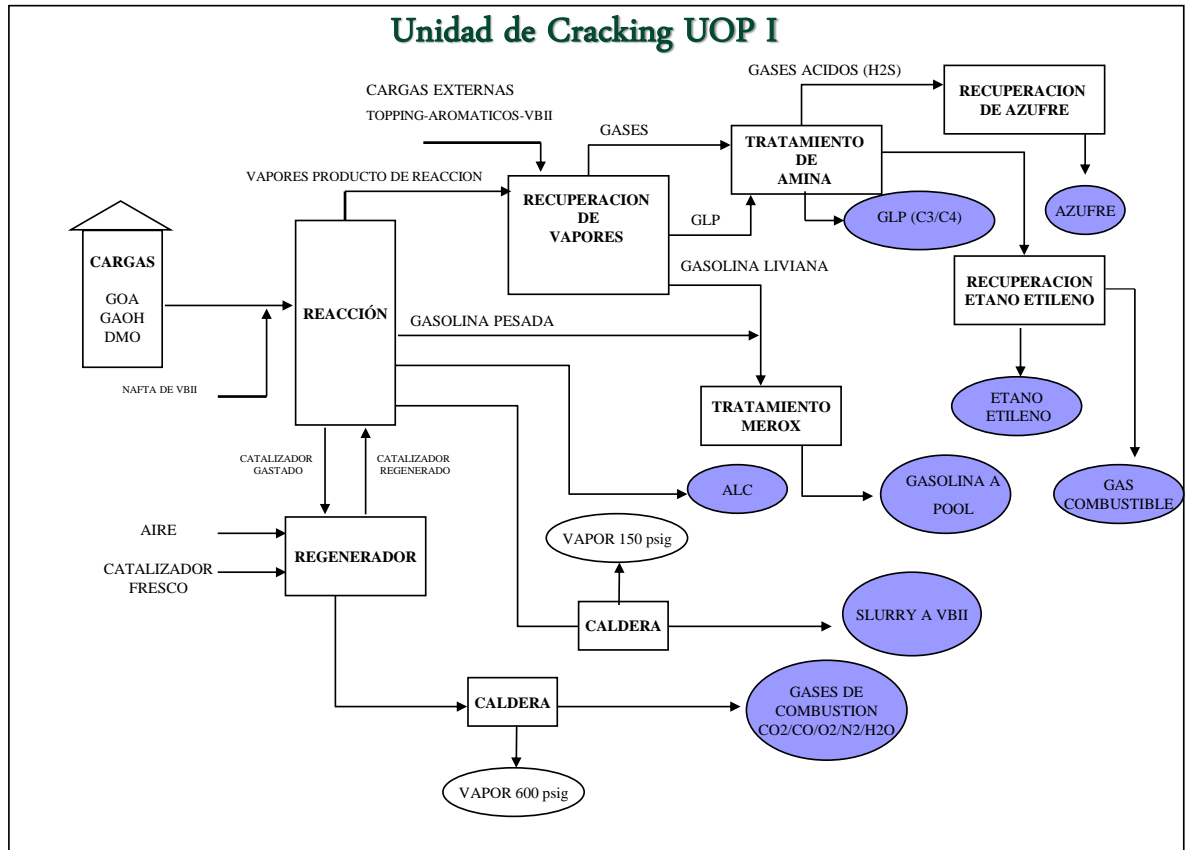 Unidad de Cracking UOP I
GASES ACIDOS (H2S)
CARGAS EXTERNAS
TOPPING-AROMATICOS-VBII
RECUPERACION
DE AZUFRE
GASES
TRATAMIENTO
DE
AMINA
VAPORES PRODUCTO DE REACCION
RECUPERACION
DE
VAPORES
GLP
GLP (C3/C4)
AZUFRE
CARGAS
GOA
GAOH
DMO
REACCIÓN
GASOLINA LIVIANA
RECUPERACION
ETANO ETILENO
GASOLINA PESADA
NAFTA DE VBII
TRATAMIENTO
MEROX
ETANO
ETILENO
CATALIZADOR
GASTADO
CATALIZADOR
REGENERADO
ALC
GASOLINA A
POOL
GAS
COMBUSTIBLE
AIRE
CATALIZADOR
FRESCO
REGENERADOR
VAPOR 150 psig
CALDERA
SLURRY A VBII
CALDERA
GASES DE
COMBUSTION
CO2/CO/O2/N2/H2O
VAPOR 600 psig